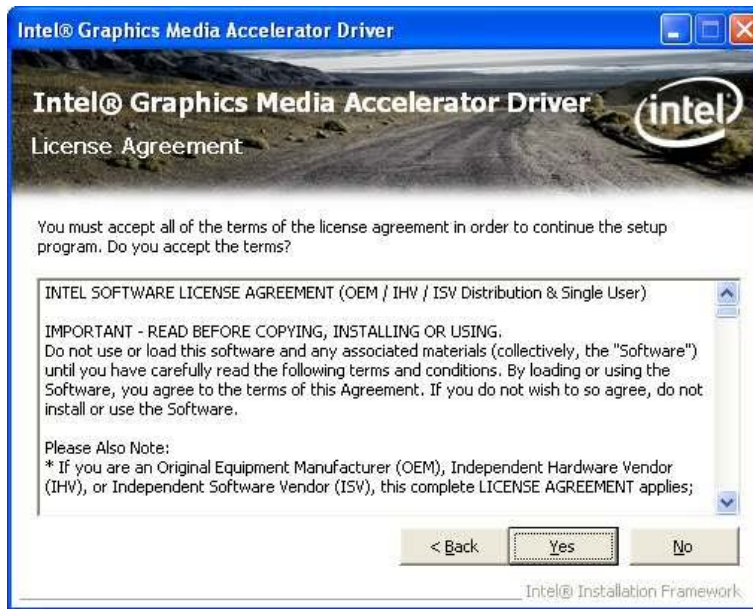 Intel® Graphics Media Accelerator Driver
Intel® Graphics Media Accelerator Driver
intel
License Agreement
You must accept all of the terms of the license agreement in order to continue the setup
program. Do you accept the terms?
INTEL SOFTWARE LICENSE AGREEMENT (OEM / IHV / ISV Distribution & Single User)
IMPORTANT - READ BEFORE COPYING, INSTALLING OR USING.
Do not use or load this software and any associated materials (collectively, the "Software")
until you have carefully read the following terms and conditions. By loading or using the
Software, you agree to the terms of this Agreement. If you do not wish to so agree, do not
install or use the Software.
Please Also Note:
* If you are an Original Equipment Manufacturer (OEM), Independent Hardware Vendor
(IHV), or Independent Software Vendor (ISV), this complete LICENSE AGREEMENT applies;
< Back Yes No
Intel® Installation Framework